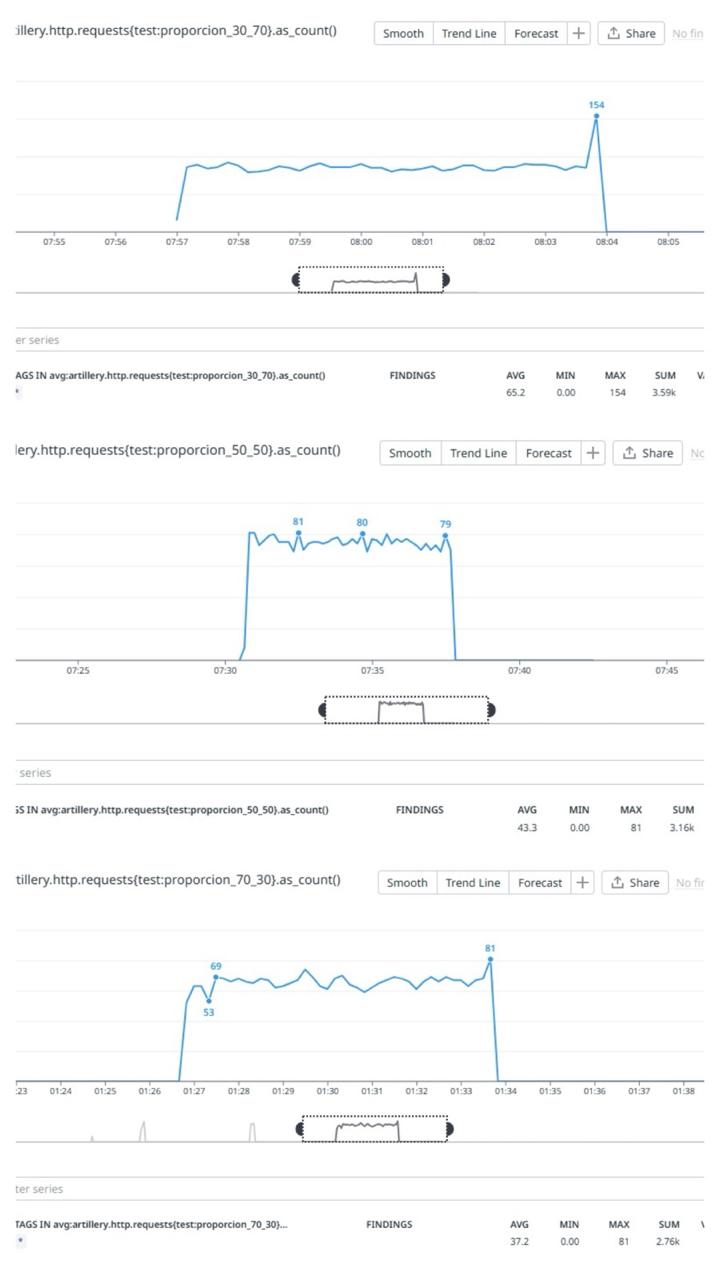 tillery.http.requests{test:proporcion_30_70}.as_count() Smooth Trend Line Forecast + Share No fin
154
07:55 07:56 07:57 07:58 07:59 08:00 08:01 08:02 08:03 08:04 08:05
er series
AGS IN avg:artillery.http.requests{test:proporcion_30_70}.as_count() FINDINGS AVG MIN MAX SUM V
* 65.2 0.00 154 3.59k
lery.http.requests{test:proporcion_50_50}.as_count() Smooth Trend Line Forecast + Share No
81 80 79
07:25 07:30 07:35 07:40 07:45
series
GS IN avg:artillery.http.requests{test:proporcion_50_50}.as_count() FINDINGS AVG MIN MAX SUM
43.3 0.00 81 3.16k
tillery.http.requests{test:proporcion_70_30}.as_count() Smooth Trend Line Forecast + Share No fin
81
69
53
:23 01:24 01:25 01:26 01:27 01:28 01:29 01:30 01:31 01:32 01:33 01:34 01:35 01:36 01:37 01:38
ter series
TAGS IN avg:artillery.http.requests{test:proporcion_70_30}... FINDINGS AVG MIN MAX SUM
* 37.2 0.00 81 2.76k